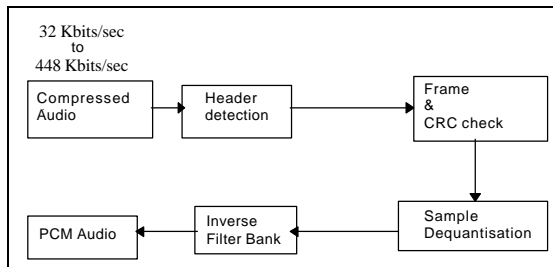 32 Kbits/sec
to
448 Kbits/sec
Compressed
Audio
Header
detection
Frame
&
CRC check
Sample
Dequantisation
Inverse
Filter Bank
PCM Audio